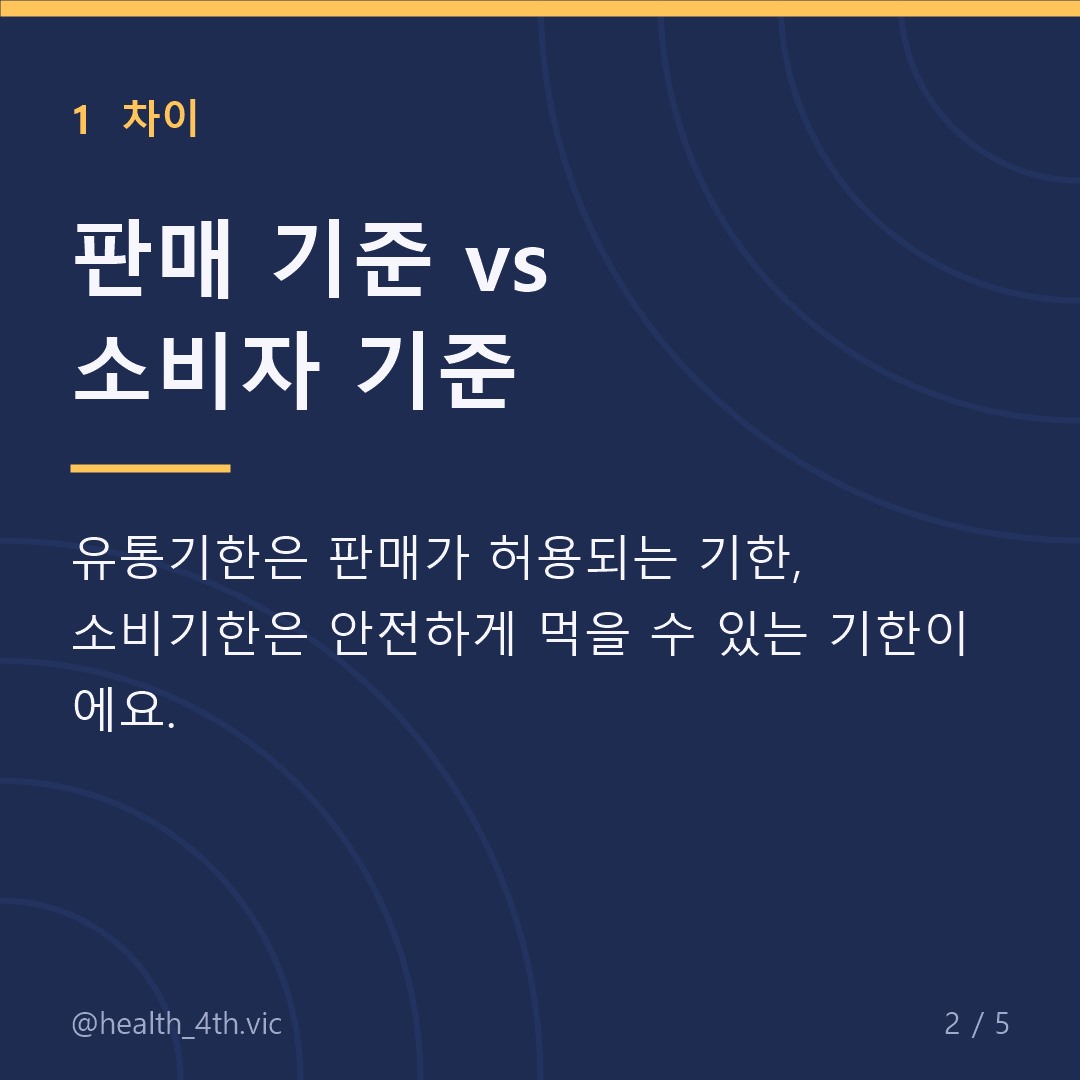 1 차이
판매 기준 vs
소비자 기준
유통기한은 판매가 허용되는 기한,
소비기한은 안전하게 먹을 수 있는 기한이
에요.
@health_4th.vic
2 / 5